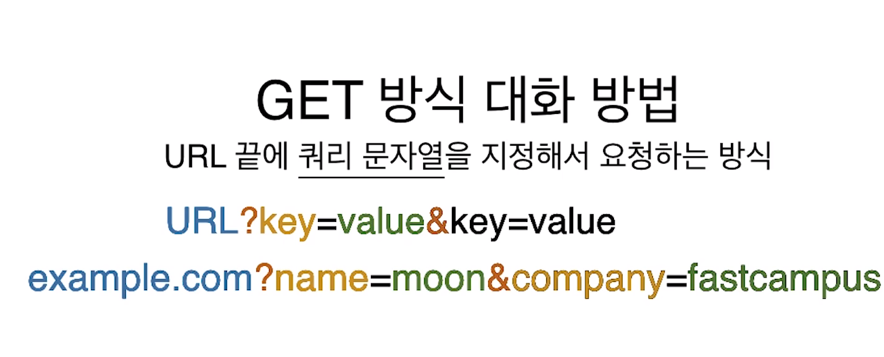 GET 방식 대화 방법
URL 끝에 쿼리 문자열을 지정해서 요청하는 방식
URL?key=value&key=value
example.com?name=moon&company=fastcampus